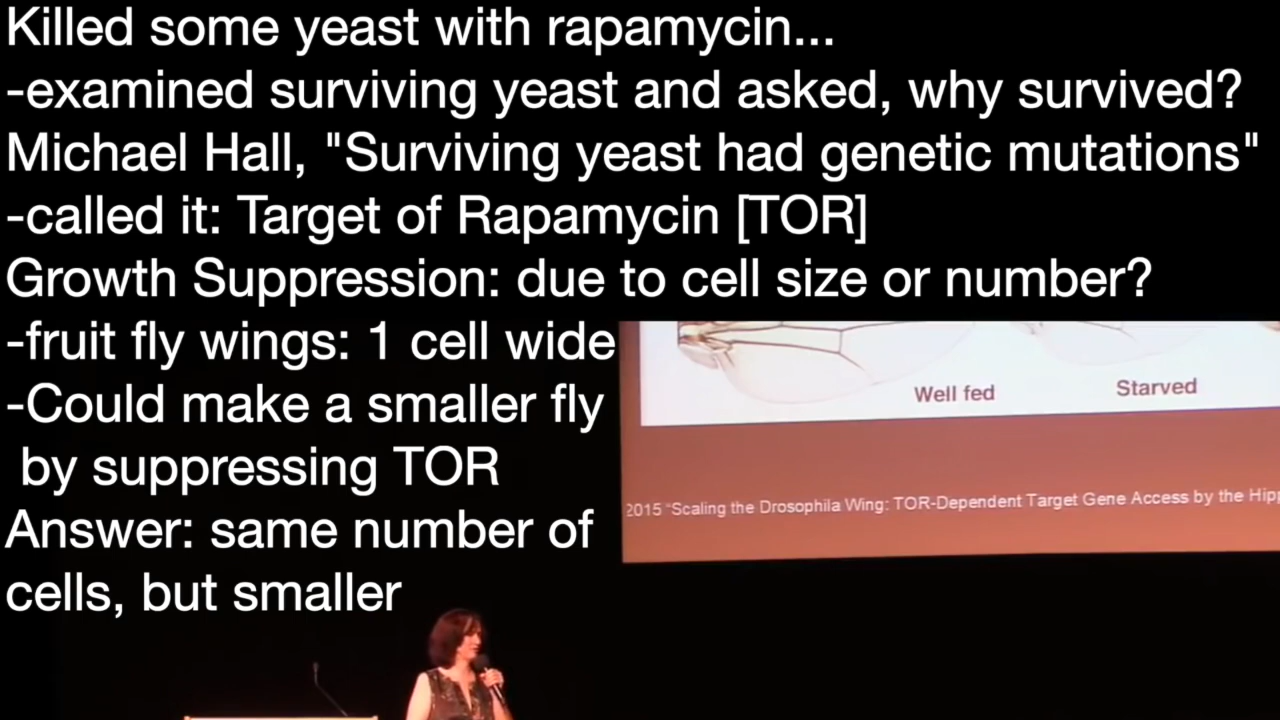 Killed some yeast with rapamycin...
-examined surviving yeast and asked, why survived?
Michael Hall, "Surviving yeast had genetic mutations"
-called it: Target of Rapamycin [TOR]
Growth Suppression: due to cell size or number?
-fruit fly wings: 1 cell wide
-Could make a smaller fly
by suppressing TOR
Answer: same number of
cells, but smaller
Well fed
Starved
2015 "Scaling the Drosophila Wing: TOR-Dependent Target Gene Access by the Hip